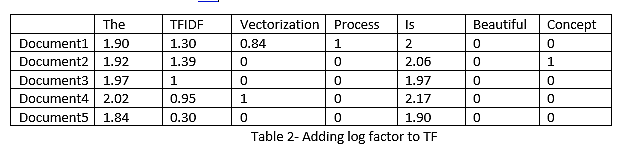 The TFIDF Vectorization Process Is Beautiful Concept
Document1 1.90 1.30 0.84 1 2 0 0
Document2 1.92 1.39 0 0 2.06 0 1
Document3 1.97 1 0 0 1.97 0 0
Document4 2.02 0.95 1 0 2.17 0 0
Document5 1.84 0.30 0 0 1.90 0 0
Table 2- Adding log factor to TF